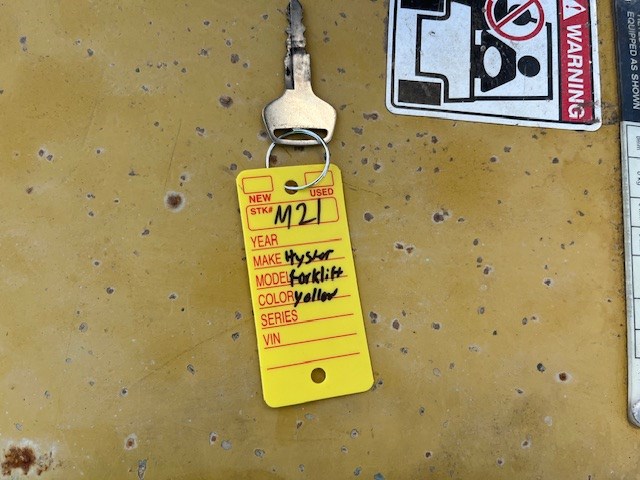 WARNING
EQUIPPED AS SHOWN
NEW USED
STK# M21
YEAR
MAKE Hyster
MODEL forklift
COLOR yellow
SERIES
VIN